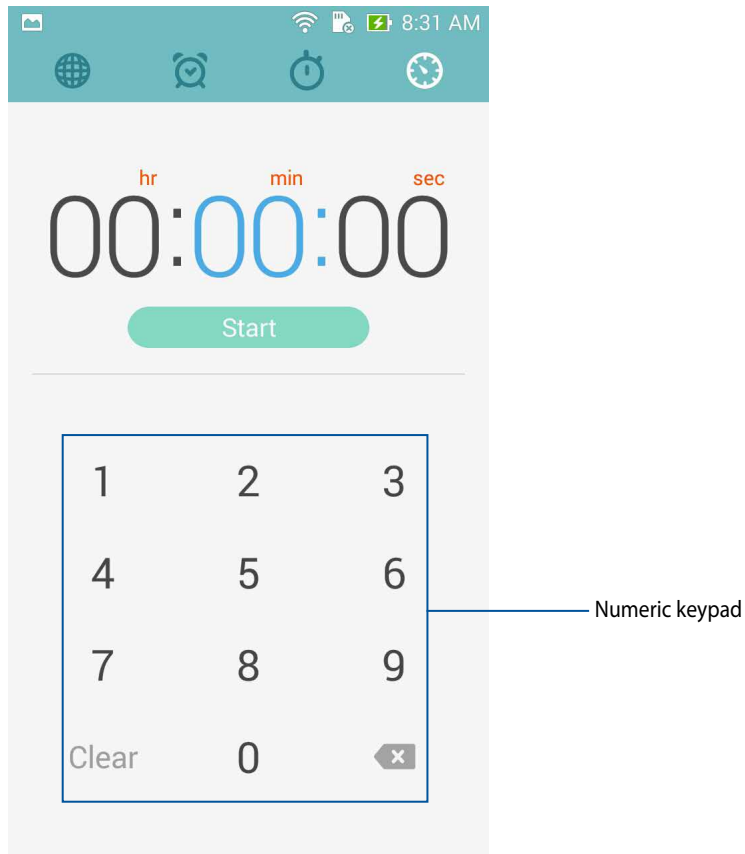 8:31 AM
hr min sec
00:00:00
Start
1 2 3
4 5 6
Numeric keypad
7 8 9
Clear 0